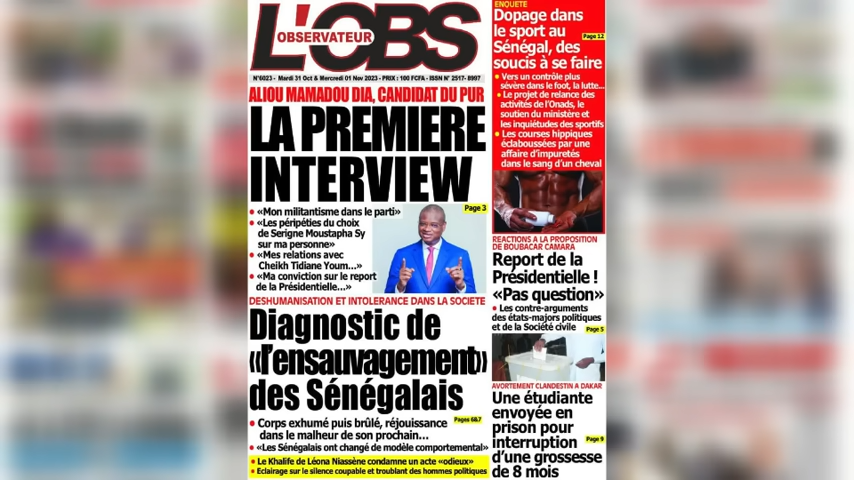 L'OBS
OBSERVATEUR
N°6023 - Mardi 31 Oct & Mercredi 01 Nov 2023 - PRIX : 100 FCFA - ISSN N° 2517- 8997
ALIOU MAMADOU DIA, CANDIDAT DU PUR
LA PREMIERE
INTERVIEW
Page 3
• «Mon militantisme dans le parti»
• «Les péripéties du choix
de Serigne Moustapha Sy
sur ma personne»
• «Mes relations avec
Cheikh Tidiane Youm...»
• «Ma conviction sur le report
de la Présidentielle...»
DESHUMANISATION ET INTOLERANCE DANS LA SOCIETE
Diagnostic de
«l'ensauvagement»
des Sénégalais
• Corps exhumé puis brûlé, réjouissance
dans le malheur de son prochain...
Pages 6&7
• «Les Sénégalais ont changé de modèle comportemental»
• Le Khalife de Léona Niassène condamne un acte «odieux»
• Eclairage sur le silence coupable et troublant des hommes politiques
ENQUETE
Dopage dans
le sport au
Sénégal, des
soucis à se faire
Page 12
• Vers un contrôle plus
sévère dans le foot, la lutte...
• Le projet de relance des
activités de l'Onads, le
soutien du ministère et
les inquiétudes des sportifs
• Les courses hippiques
éclaboussées par une
affaire d'impuretés
dans le sang d'un cheval
REACTIONS A LA PROPOSITION
DE BOUBACAR CAMARA
Report de la
Présidentielle !
«Pas question»
• Les contre-arguments
des états-majors politiques
et de la Société civile
Page 5
AVORTEMENT CLANDESTIN A DAKAR
Une étudiante
envoyée en
prison pour
interruption
d'une grossesse
de 8 mois
Page 9